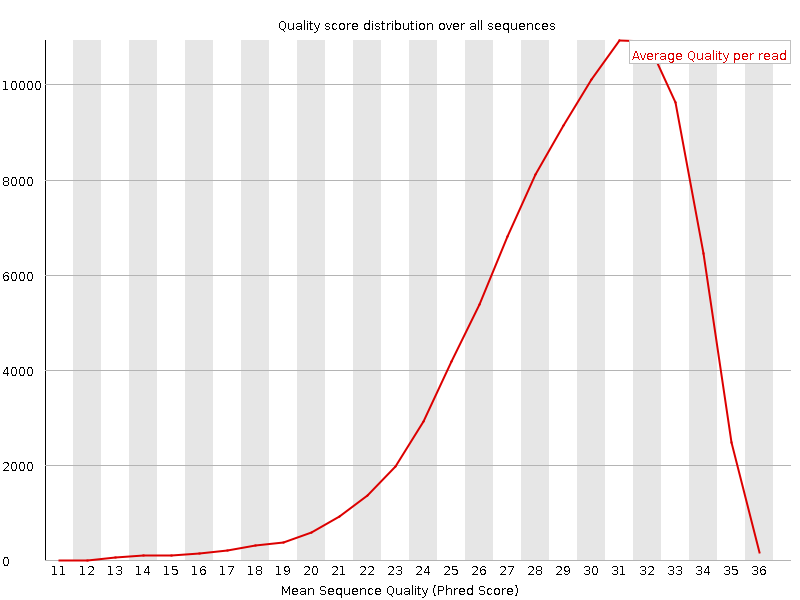 Quality score distribution over all sequences
Average Quality per read
10000
8000
6000
4000
2000
0
11 12 13 14 15 16 17 18 19 20 21 22 23 24 25 26 27 28 29 30 31 32 33 34 35 36
Mean Sequence Quality (Phred Score)